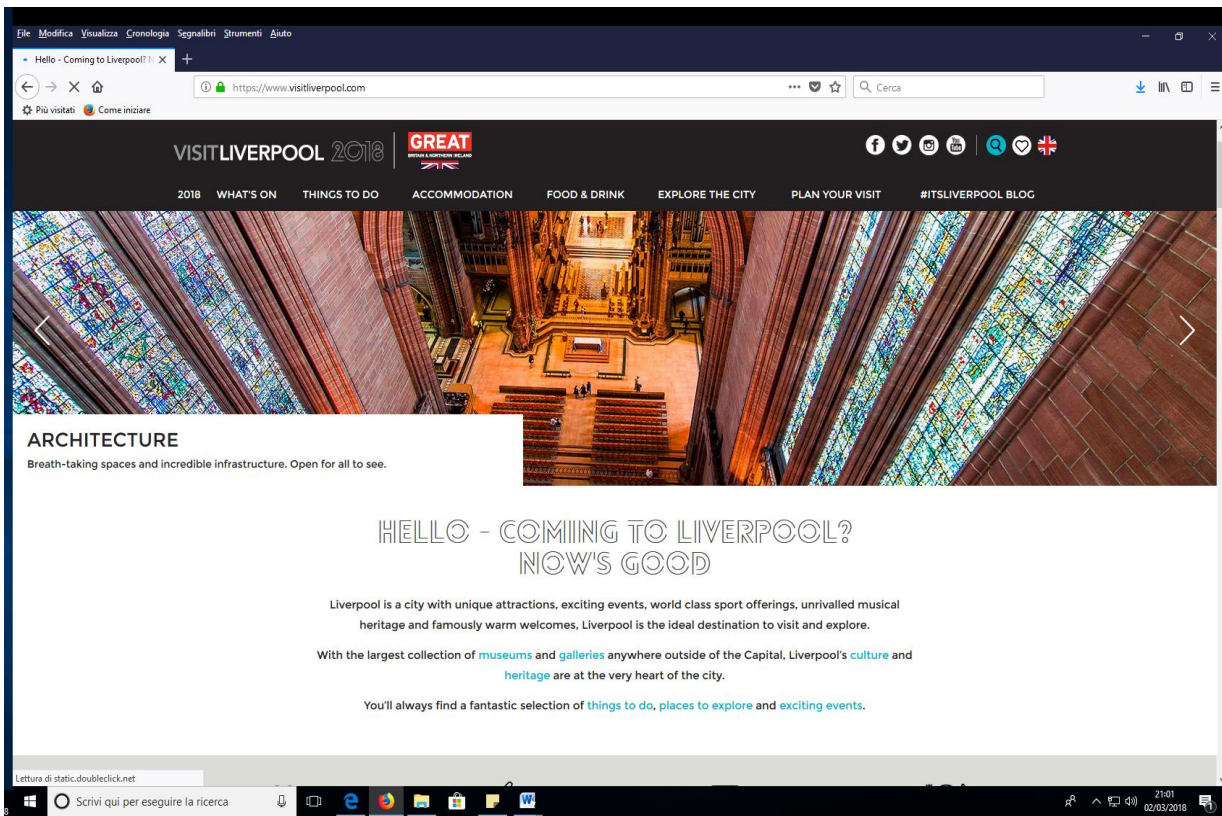 File Modifica Visualizza Cronologia Segnalibri Strumenti Aiuto
Hello - Coming to Liverpool? N
https://www.visitliverpool.com
Cerca
Più visitati Come iniziare
VISITLIVERPOOL 2018
GREAT
BRITAIN & NORTHERN IRELAND
2018 WHAT'S ON THINGS TO DO ACCOMMODATION FOOD & DRINK EXPLORE THE CITY PLAN YOUR VISIT #ITSLIVERPOOL BLOG
ARCHITECTURE
Breath-taking spaces and incredible infrastructure. Open for all to see.
HELLO - COMING TO LIVERPOOL?
NOW'S GOOD
Liverpool is a city with unique attractions, exciting events, world class sport offerings, unrivalled musical
heritage and famously warm welcomes, Liverpool is the ideal destination to visit and explore.
With the largest collection of museums and galleries anywhere outside of the Capital, Liverpool's culture and
heritage are at the very heart of the city.
You'll always find a fantastic selection of things to do, places to explore and exciting events.
Lettura di static.doubleclick.net
Scrivi qui per eseguire la ricerca
21:01
02/03/2018